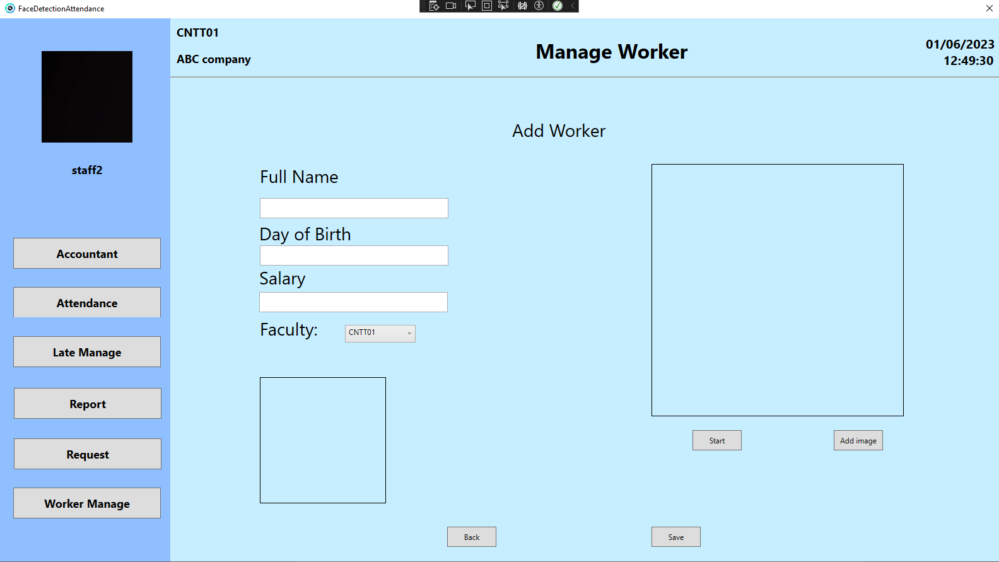 FaceDetectionAttendance
CNTT01
ABC company
Manage Worker
01/06/2023
12:49:30
staff2
Accountant
Attendance
Late Manage
Report
Request
Worker Manage
Add Worker
Full Name
Day of Birth
Salary
Faculty:
CNTT01
Start
Add image
Back
Save